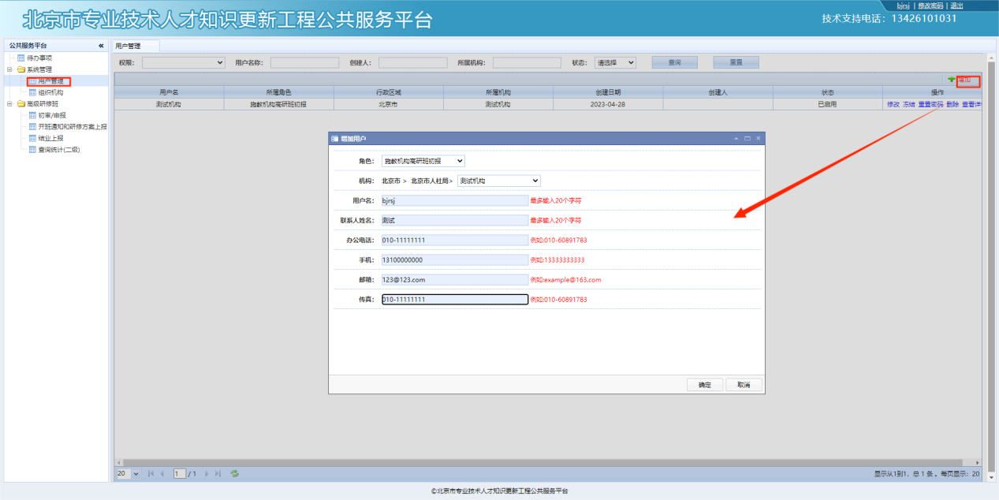 bjrsj | 修改密码 | 退出
北京市专业技术人才知识更新工程公共服务平台
技术支持电话：13426101031
公共服务平台 «
用户管理
待办事项
系统管理
用户管理
组织机构
高级研修班
初审/申报
开班通知和研修方案上报
结业上报
查询统计(二级)
权限： 用户名称： 创建人： 所属机构： 状态： 请选择 查询 重置
增加
用户名 所属角色 行政区域 所属机构 创建日期 创建人 状态 操作
测试机构 施教机构高研班初报 北京市 测试机构 2023-04-28 已启用 修改 冻结 重置密码 删除 查看详
增加用户
角色： 施教机构高研班初报
机构： 北京市 > 北京市人社局> 测试机构
用户名： bjrsj 最多输入20个字符
联系人姓名： 测试 最多输入20个字符
办公电话： 010-11111111 例如:010-60891783
手机： 13100000000 例如:13333333333
邮箱： 123@123.com 例如:example@163.com
传真： 010-11111111 例如:010-60891783
确定 取消
20 1 / 1 显示从1到1，总 1 条 。每页显示：20
©北京市专业技术人才知识更新工程公共服务平台